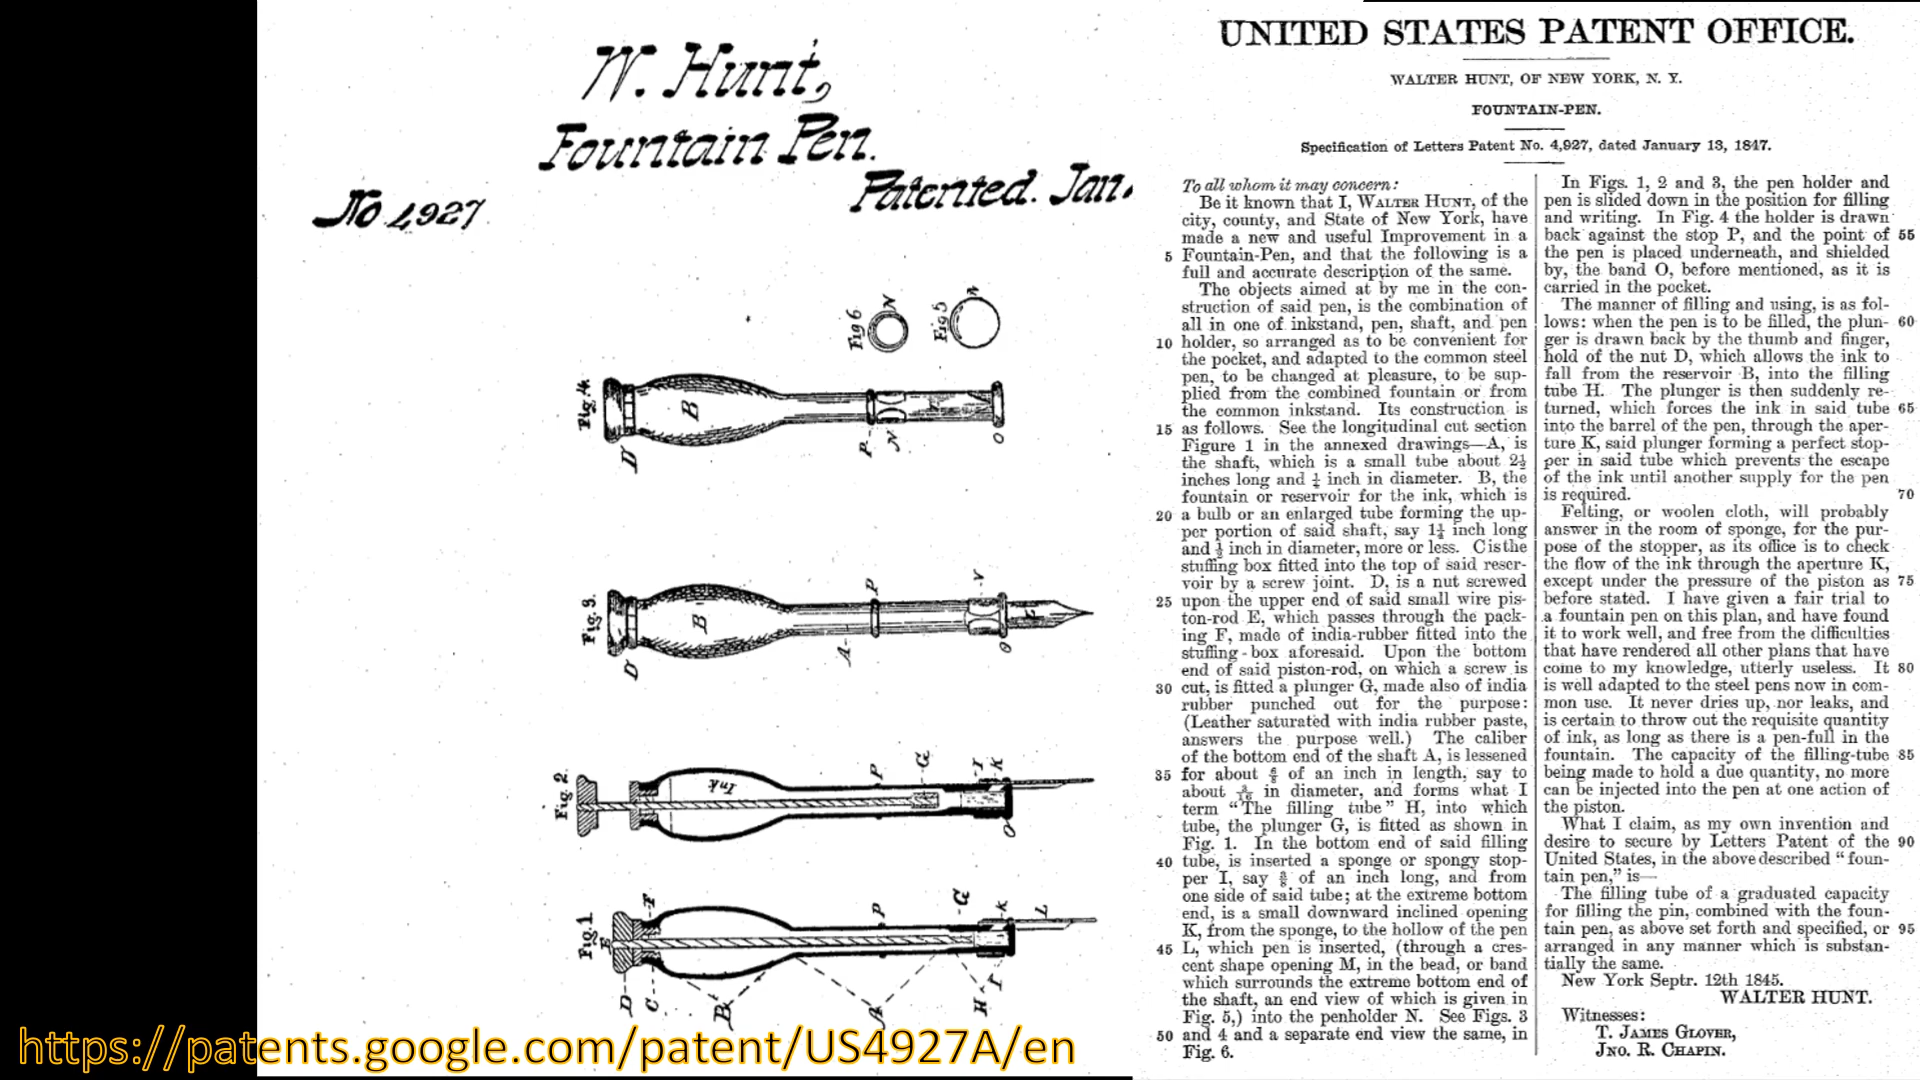 W. Hunt,
Fountain Pen.
No 4927
Patented. Jan.
Fig 6
N
Fig 5
Fig. 4.
B
D
P
N
O
Fig. 3.
B
D
A
P
O
Fig. 2
Ink
P
G
I
K
O
Fig. 1
E
F
P
G
K
L
D
C
B
A
H
I
https://patents.google.com/patent/US4927A/en
UNITED STATES PATENT OFFICE.
WALTER HUNT, OF NEW YORK, N. Y.
FOUNTAIN-PEN.
Specification of Letters Patent No. 4,927, dated January 13, 1847.
To all whom it may concern:
Be it known that I, WALTER HUNT, of the
city, county, and State of New York, have
made a new and useful Improvement in a
5 Fountain-Pen, and that the following is a
full and accurate description of the same.
The objects aimed at by me in the con-
struction of said pen, is the combination of
all in one of inkstand, pen, shaft, and pen
10 holder, so arranged as to be convenient for
the pocket, and adapted to the common steel
pen, to be changed at pleasure, to be sup-
plied from the combined fountain or from
the common inkstand. Its construction is
15 as follows. See the longitudinal cut section
Figure 1 in the annexed drawings—A, is
the shaft, which is a small tube about 2½
inches long and ¼ inch in diameter. B, the
fountain or reservoir for the ink, which is
20 a bulb or an enlarged tube forming the up-
per portion of said shaft, say 1¼ inch long
and ½ inch in diameter, more or less. C is the
stuffing box fitted into the top of said reser-
voir by a screw joint. D, is a nut screwed
25 upon the upper end of said small wire pis-
ton-rod E, which passes through the pack-
ing F, made of india-rubber fitted into the
stuffing-box aforesaid. Upon the bottom
end of said piston-rod, on which a screw is
30 cut, is fitted a plunger G, made also of india
rubber punched out for the purpose:
(Leather saturated with india rubber paste,
answers the purpose well.) The caliber
of the bottom end of the shaft A, is lessened
35 for about of an inch in length, say to
about in diameter, and forms what I
term "The filling tube" H, into which
tube, the plunger G, is fitted as shown in
Fig. 1. In the bottom end of said filling
40 tube, is inserted a sponge or spongy stop-
per I, say of an inch long, and from
one side of said tube; at the extreme bottom
end, is a small downward inclined opening
K, from the sponge, to the hollow of the pen
45 L, which pen is inserted, (through a cres-
cent shape opening M, in the bead, or band
which surrounds the extreme bottom end of
the shaft, an end view of which is given in
Fig. 5,) into the penholder N. See Figs. 3
50 and 4 and a separate end view the same, in
Fig. 6.
In Figs. 1, 2 and 3, the pen holder and
pen is slided down in the position for filling
and writing. In Fig. 4 the holder is drawn
back against the stop P, and the point of 55
the pen is placed underneath, and shielded
by, the band O, before mentioned, as it is
carried in the pocket.
The manner of filling and using, is as fol-
lows: when the pen is to be filled, the plun- 60
ger is drawn back by the thumb and finger,
hold of the nut D, which allows the ink to
fall from the reservoir B, into the filling
tube H. The plunger is then suddenly re-
turned, which forces the ink in said tube 65
into the barrel of the pen, through the aper-
ture K, said plunger forming a perfect stop-
per in said tube which prevents the escape
of the ink until another supply for the pen
is required. 70
Felting, or woolen cloth, will probably
answer in the room of sponge, for the pur-
pose of the stopper, as its office is to check
the flow of the ink through the aperture K,
except under the pressure of the piston as 75
before stated. I have given a fair trial to
a fountain pen on this plan, and have found
it to work well, and free from the difficulties
that have rendered all other plans that have
come to my knowledge, utterly useless. It 80
is well adapted to the steel pens now in com-
mon use. It never dries up, nor leaks, and
is certain to throw out the requisite quantity
of ink, as long as there is a pen-full in the
fountain. The capacity of the filling-tube 85
being made to hold a due quantity, no more
can be injected into the pen at one action of
the piston.
What I claim, as my own invention and
desire to secure by Letters Patent of the 90
United States, in the above described "foun-
tain pen," is—
The filling tube of a graduated capacity
for filling the pin, combined with the foun-
tain pen, as above set forth and specified, or 95
arranged in any manner which is substan-
tially the same.
New York Septr. 12th 1845.
WALTER HUNT.
Witnesses:
T. JAMES GLOVER,
JNO. R. CHAPIN.